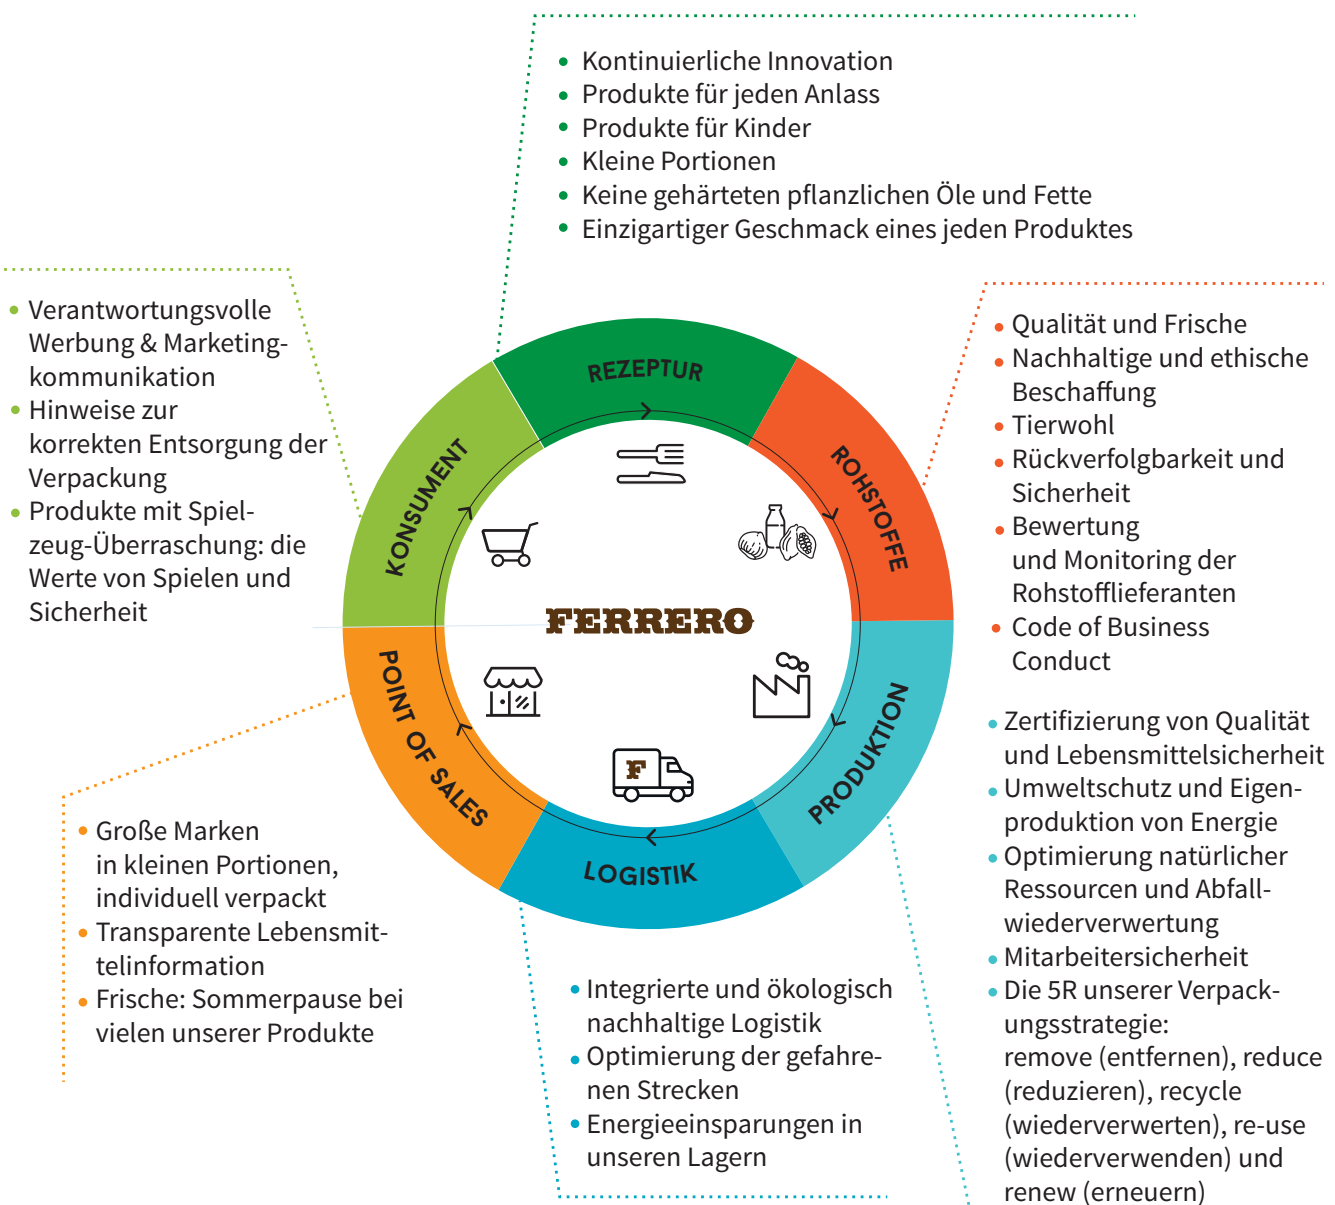 Kontinuierliche Innovation
Produkte für jeden Anlass
Produkte für Kinder
Kleine Portionen
Keine gehärteten pflanzlichen Öle und Fette
Einzigartiger Geschmack eines jeden Produktes
Verantwortungsvolle
Werbung & Marketing-
kommunikation
Hinweise zur
korrekten Entsorgung der
Verpackung
Produkte mit Spiel-
zeug-Überraschung: die
Werte von Spielen und
Sicherheit
REZEPTUR
ROHSTOFFE
PRODUKTION
LOGISTIK
POINT OF SALES
KONSUMENT
FERRERO
F
Qualität und Frische
Nachhaltige und ethische
Beschaffung
Tierwohl
Rückverfolgbarkeit und
Sicherheit
Bewertung
und Monitoring der
Rohstofflieferanten
Code of Business
Conduct
Zertifizierung von Qualität
und Lebensmittelsicherheit
Umweltschutz und Eigen-
produktion von Energie
Optimierung natürlicher
Ressourcen und Abfall-
wiederverwertung
Mitarbeitersicherheit
Die 5R unserer Verpack-
ungsstrategie:
remove (entfernen), reduce
(reduzieren), recycle
(wiederverwerten), re-use
(wiederverwenden) und
renew (erneuern)
Große Marken
in kleinen Portionen,
individuell verpackt
Transparente Lebensmit-
telinformation
Frische: Sommerpause bei
vielen unserer Produkte
Integrierte und ökologisch
nachhaltige Logistik
Optimierung der gefahre-
nen Strecken
Energieeinsparungen in
unseren Lagern